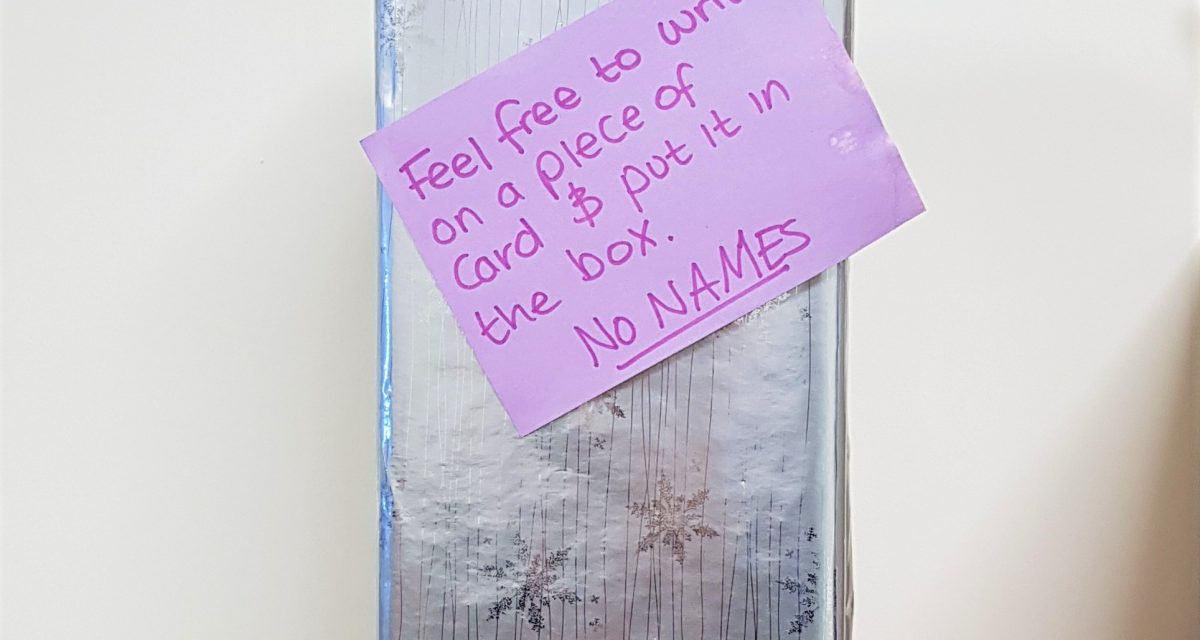 Feel free to
on a piece of
card & put it in
the box.
No NAMES